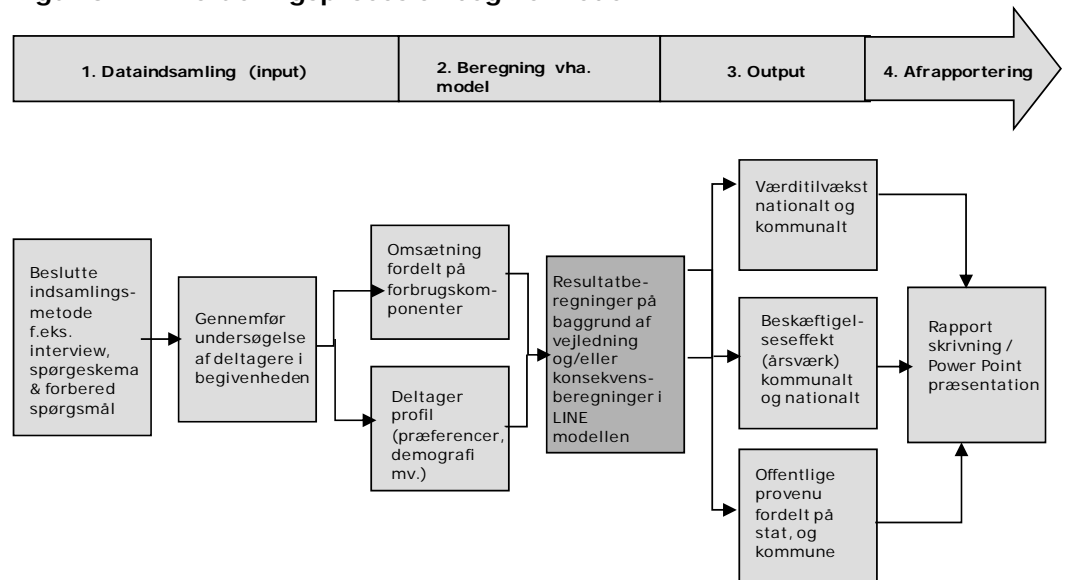 1. Dataindsamling (input)
2. Beregning vha.
model
3. Output
4. Afrapportering
Beslutte
indsamlings-
metode
f.eks.
interview,
spørgeskema
& forbered
spørgsmål
Gennemfør
undersøgelse
af deltagere i
begivenheden
Omsætning
fordelt på
forbrugskom-
ponenter
Deltager
profil
(præferencer,
demografi
mv.)
Resultatbe-
regninger på
baggrund af
vejledning
og/eller
konsekvens-
beregninger i
LINE
modellen
Værditilvækst
nationalt og
kommunalt
Beskæftigel-
seseffekt
(årsværk)
kommunalt
og nationalt
Offentlige
provenu
fordelt på
stat, og
kommune
Rapport
skrivning /
Power Point
præsentation